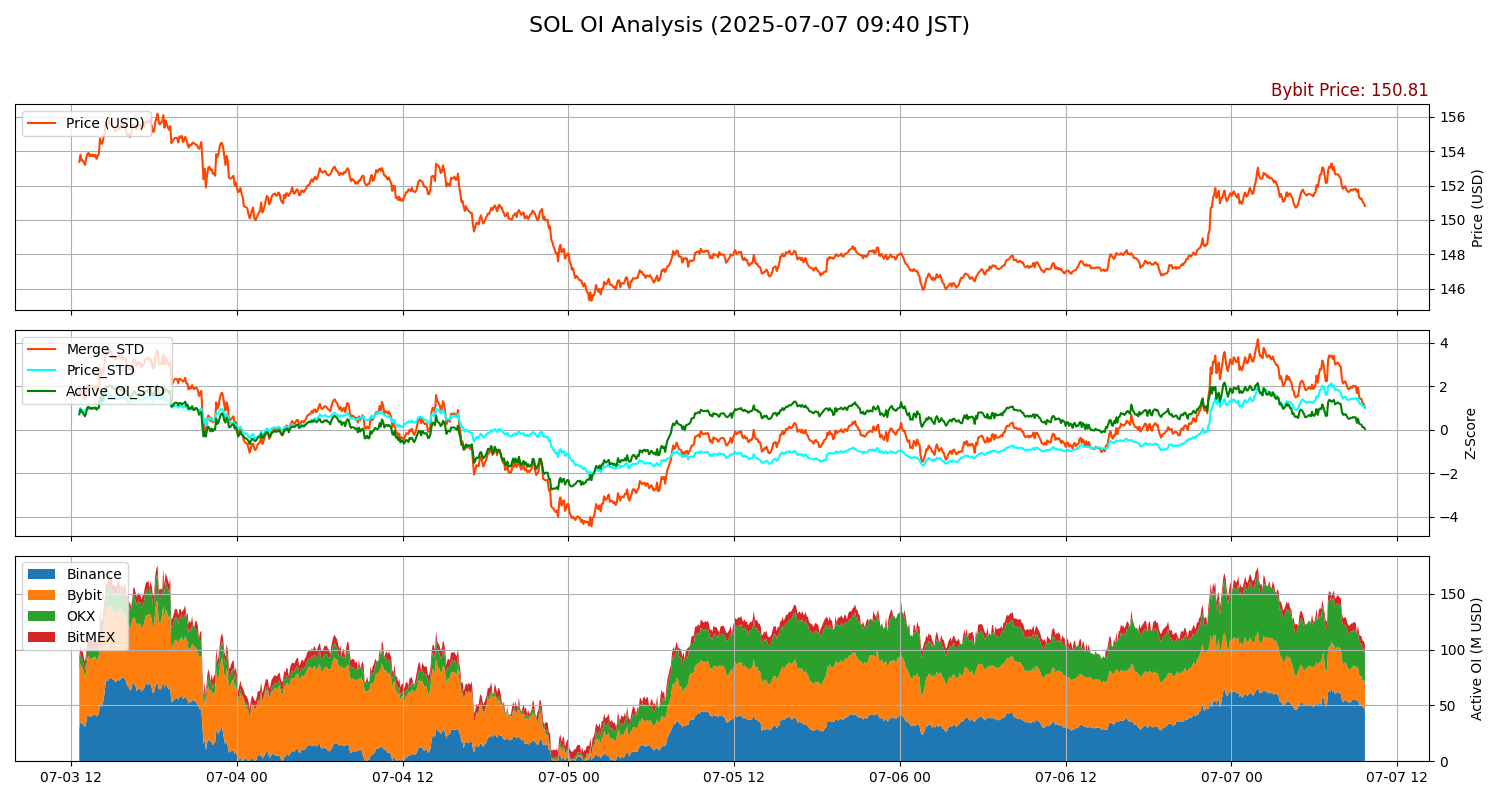 SOL OI Analysis (2025-07-07 09:40 JST)
Bybit Price: 150.81
Price (USD)
156
154
152
150
148
146
Price (USD)
Merge_STD
Price_STD
Active_OI_STD
4
2
0
−2
−4
Z-Score
Binance
Bybit
OKX
BitMEX
150
100
50
0
Active OI (M USD)
07-03 12
07-04 00
07-04 12
07-05 00
07-05 12
07-06 00
07-06 12
07-07 00
07-07 12